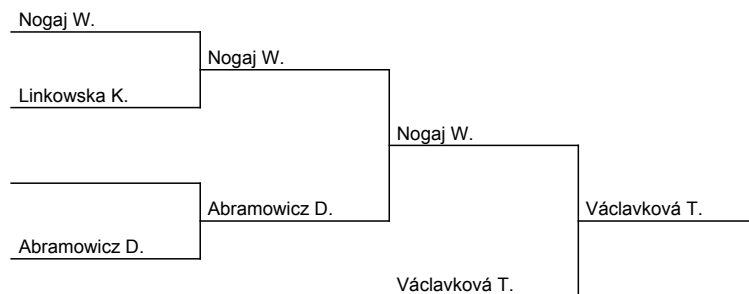 Nogaj W.
Nogaj W.
Linkowska K.
Nogaj W.
Abramowicz D.
Václavková T.
Abramowicz D.
Václavková T.